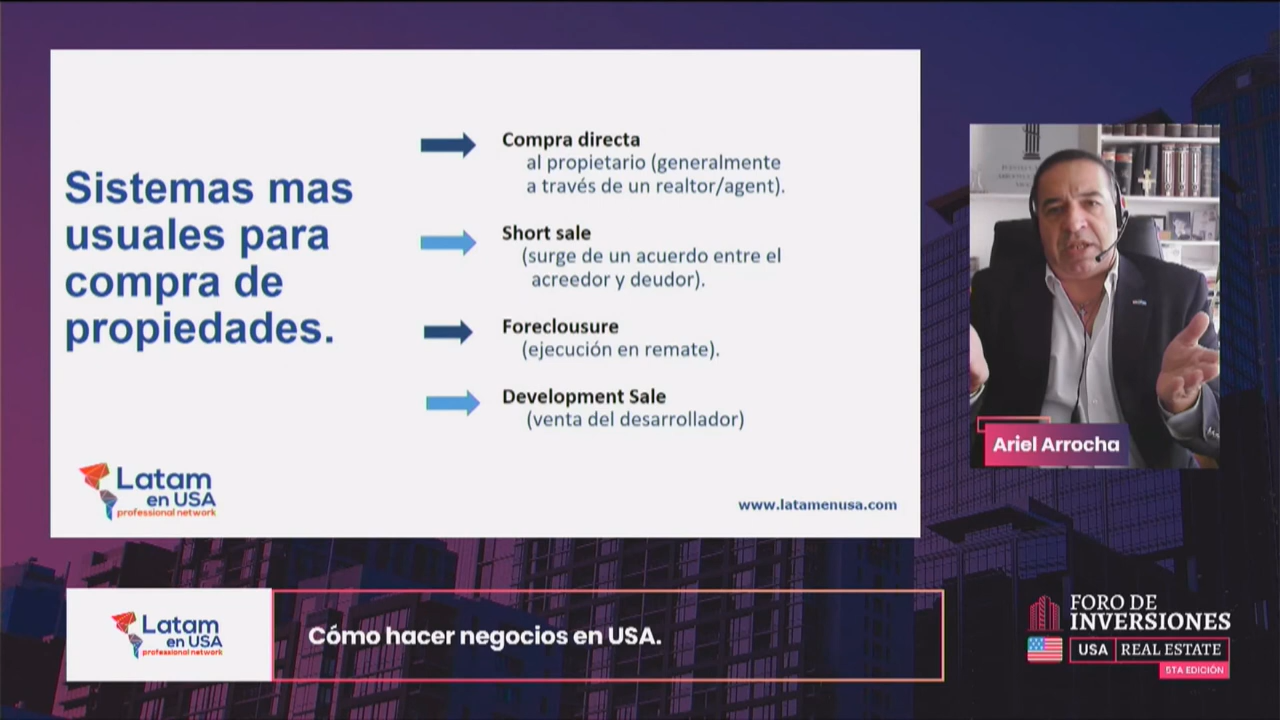 Sistemas mas
usuales para
compra de
propiedades.
Compra directa
al propietario (generalmente
a través de un realtor/agent).
Short sale
(surge de un acuerdo entre el
acreedor y deudor).
Foreclousure
(ejecución en remate).
Development Sale
(venta del desarrollador)
Latam
en USA
professional network
www.latamenusa.com
Ariel Arrocha
Latam
en USA
professional network
Cómo hacer negocios en USA.
FORO DE
INVERSIONES
USA REAL ESTATE
5TA EDICIÓN